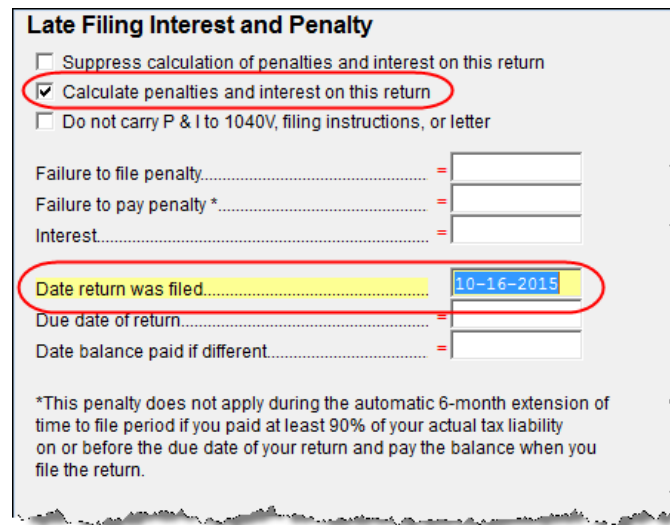 Late Filing Interest and Penalty
Suppress calculation of penalties and interest on this return
Calculate penalties and interest on this return
Do not carry P & I to 1040V, filing instructions, or letter
Failure to file penalty.......................................................... =
Failure to pay penalty *...................................................... =
Interest................................................................................. =
Date return was filed.......................................................... 10-16-2015
Due date of return............................................................... =
Date balance paid if different.......................................... =
*This penalty does not apply during the automatic 6-month extension of
time to file period if you paid at least 90% of your actual tax liability
on or before the due date of your return and pay the balance when you
file the return.